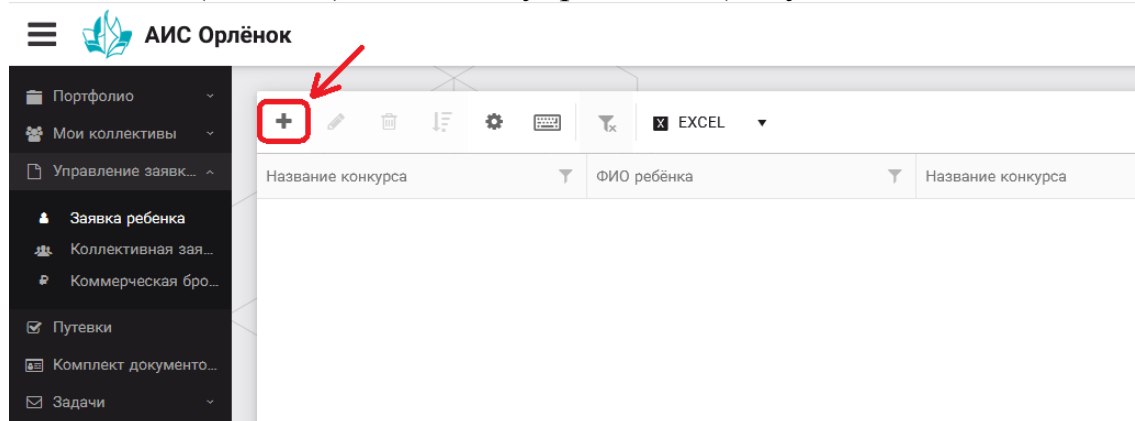 АИС Орлёнок
Портфолио
Мои коллективы
Управление заявк...
Заявка ребенка
Коллективная зая...
Коммерческая бро...
Путевки
Комплект документо...
Задачи
X EXCEL
Название конкурса ФИО ребёнка Название конкурса